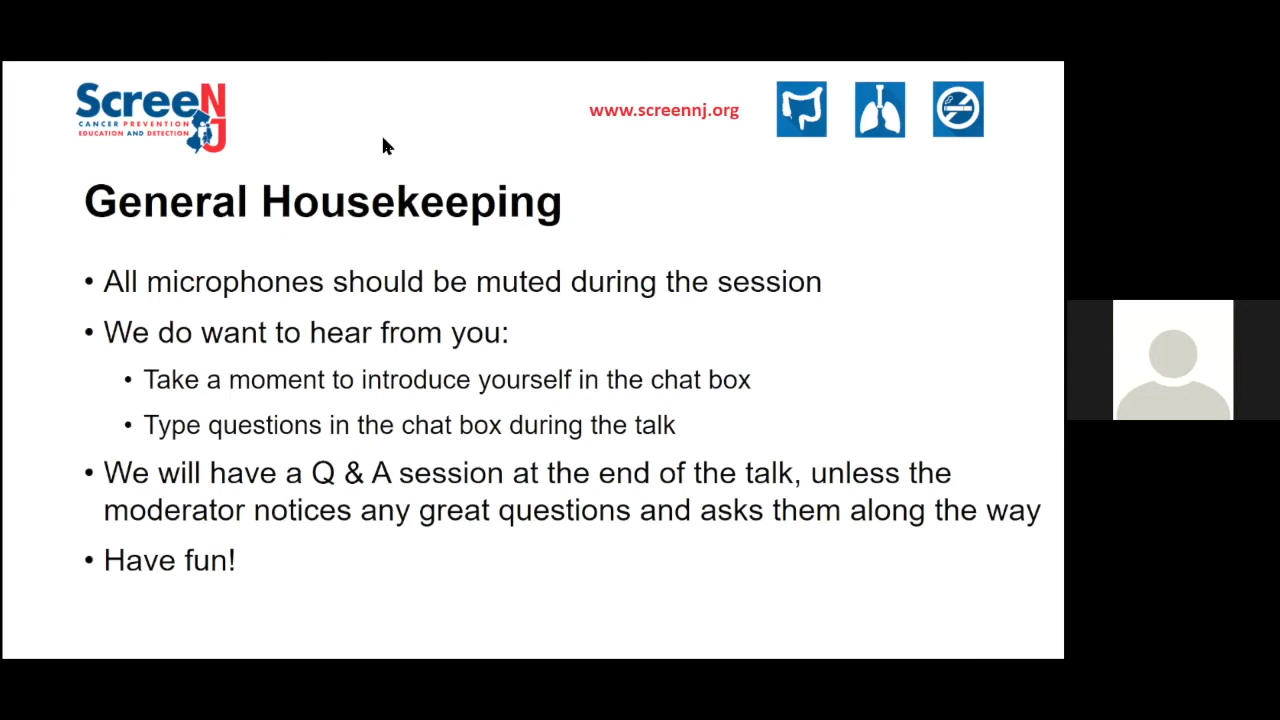 ScreeNJ
CANCER PREVENTION
EDUCATION AND DETECTION
www.screennj.org
General Housekeeping
• All microphones should be muted during the session
• We do want to hear from you:
• Take a moment to introduce yourself in the chat box
• Type questions in the chat box during the talk
• We will have a Q & A session at the end of the talk, unless the
moderator notices any great questions and asks them along the way
• Have fun!